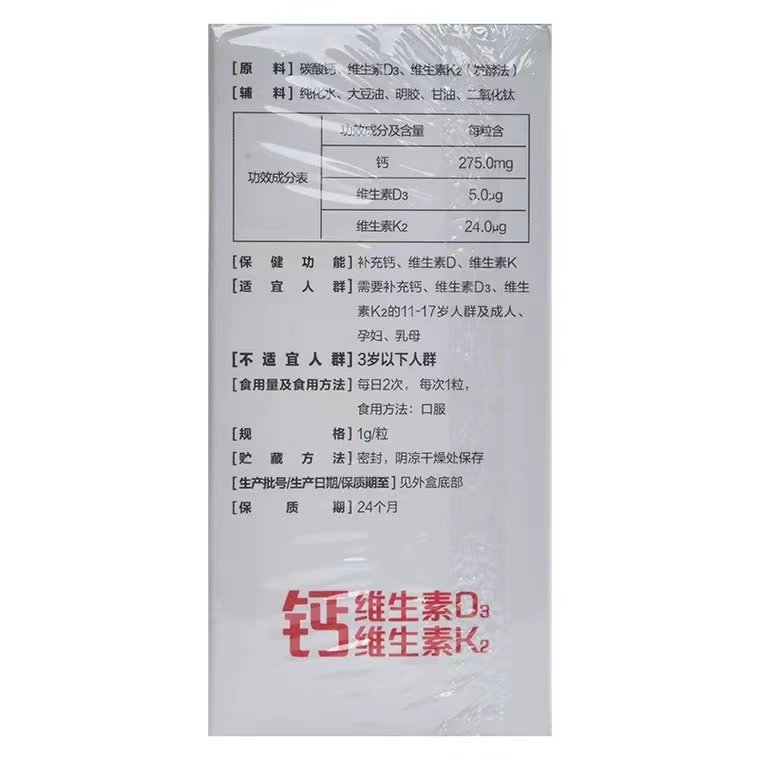 [原料] 碳酸钙、维生素D3、维生素K2（发酵法）
[辅料] 纯化水、大豆油、明胶、甘油、二氧化钛
功效成分表
功效成分及含量 每粒含
钙 275.0mg
维生素D3 5.0μg
维生素K2 24.0μg
[保健功能] 补充钙、维生素D、维生素K
[适宜人群] 需要补充钙、维生素D3、维生
素K2的11-17岁人群及成人、
孕妇、乳母
[不适宜人群] 3岁以下人群
[食用量及食用方法] 每日2次，每次1粒，
食用方法：口服
[规格] 1g/粒
[贮藏方法] 密封，阴凉干燥处保存
[生产批号/生产日期/保质期至] 见外盒底部
[保质期] 24个月
钙
维生素D3
维生素K2